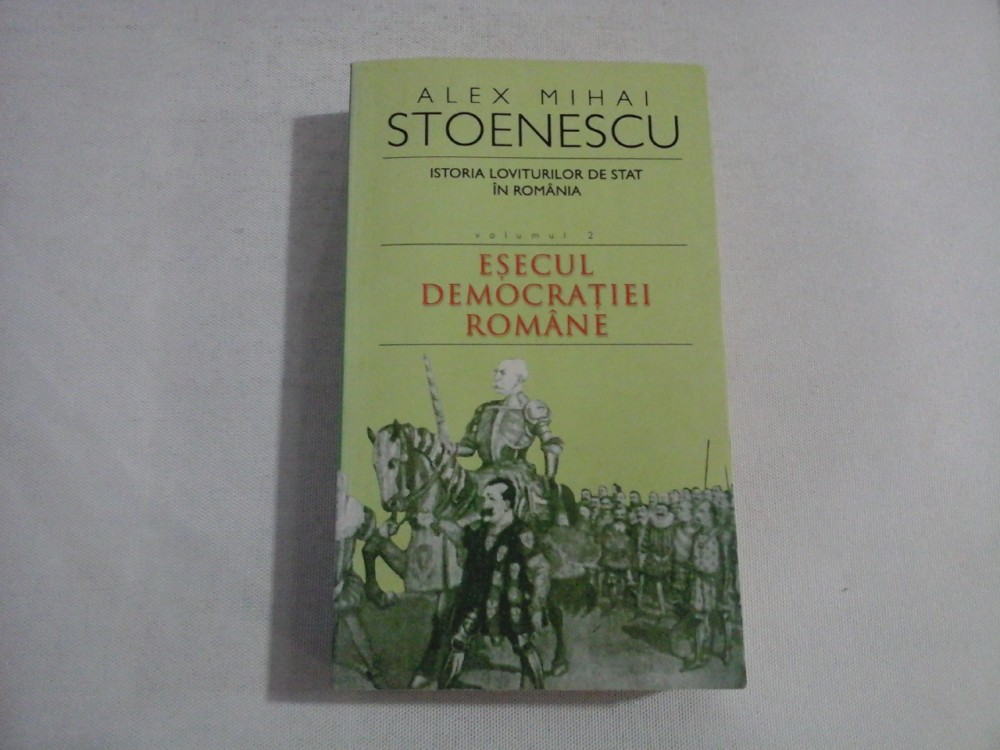 ALEX MIHAI
STOENESCU
ISTORIA LOVITURILOR DE STAT
ÎN ROMÂNIA
volumul 2
EȘECUL
DEMOCRAȚIEI
ROMÂNE